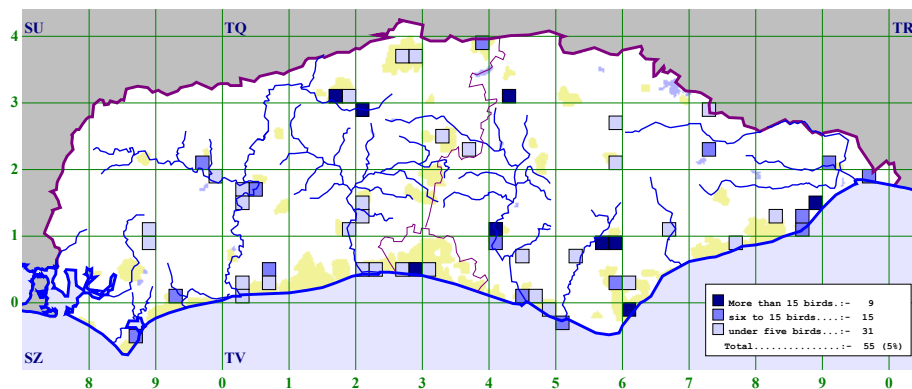 SU TQ TR
4
3
2
1
0
More than 15 birds.:- 9
six to 15 birds....:- 15
under five birds...:- 31
Total..............:- 55 (5%)
SZ TV
8 9 0 1 2 3 4 5 6 7 8 9 0